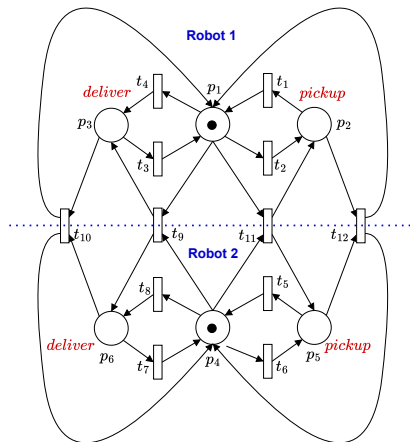 Robot 1
deliver
t4
p1
t1
pickup
p3
p2
t3
t2
t10
t9
t11
t12
Robot 2
t8
t5
deliver
p6
t7
p4
t6
p5
pickup